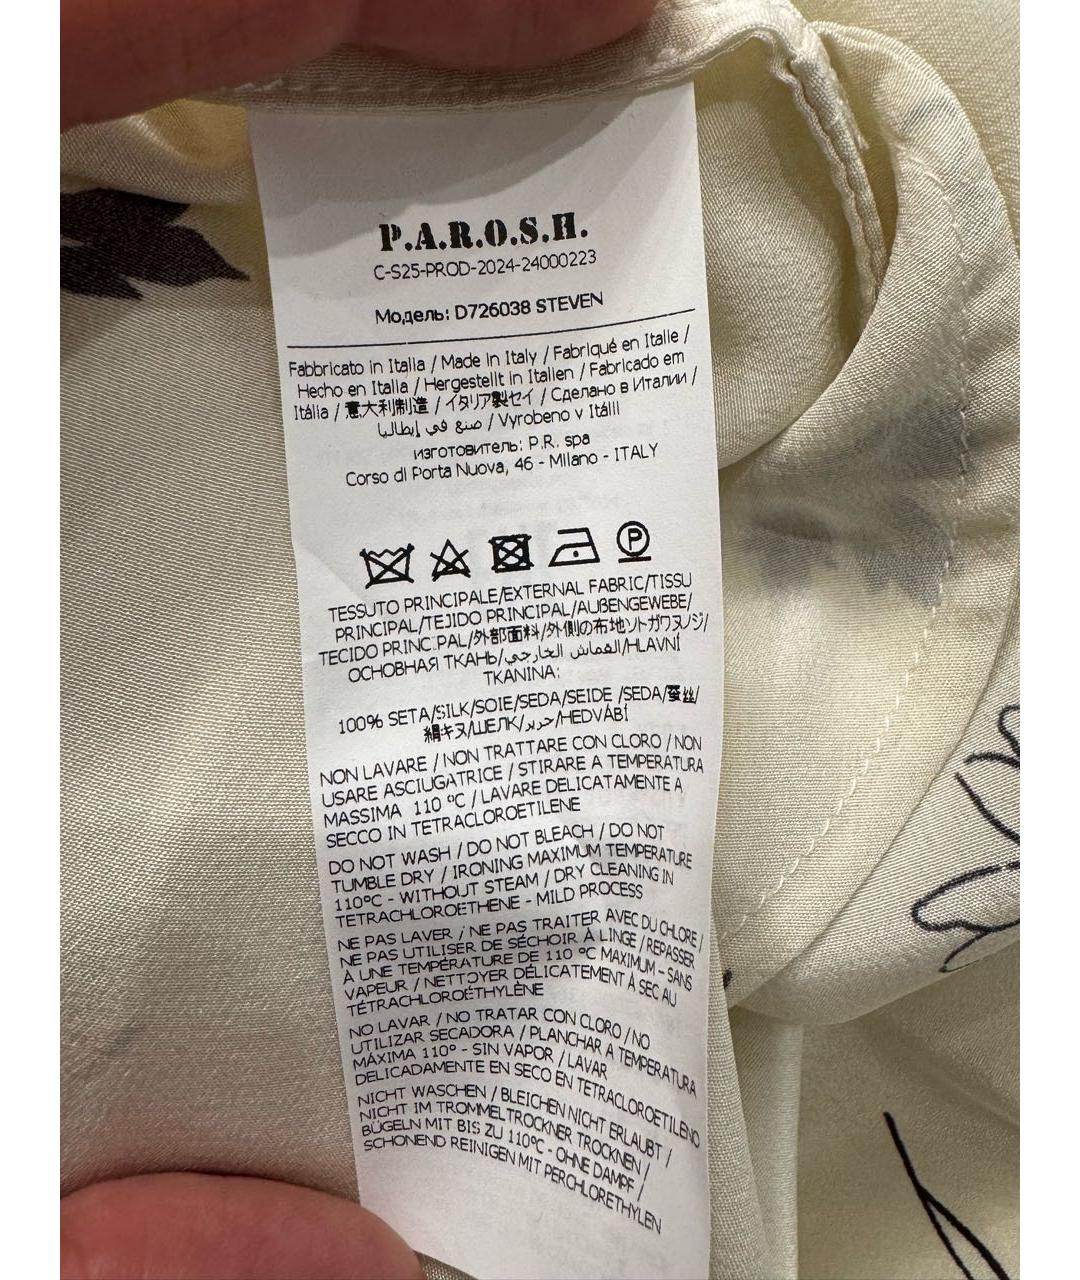 P.A.R.O.S.H.
C-S25-PROD-2024-24000223
Модель: D726038 STEVEN
Fabbricato in Italia / Made in Italy / Fabriqué en Italie /
Hecho en Italia / Hergestellt in Italien / Fabricado em
Itália / 意大利制造 / イタリア製セイ / Сделано в Италии /
صنع في إيطاليا / Vyrobeno v Itálli
изготовитель: P.R. spa
Corso di Porta Nuova, 46 - Milano - ITALY
P
TESSUTO PRINCIPALE/EXTERNAL FABRIC/TISSU
PRINCIPAL/TEJIDO PRINCIPAL/AUßENGEWEBE/
TECIDO PRINCIPAL/外部面料/外側の布地ソトガワヌノジ/
ОСНОВНАЯ ТКАНЬ/القماش الخارجي/HLAVNÍ
TKANINA:
100% SETA/SILK/SOIE/SEDA/SEIDE /SEDA/蚕丝/
絹キヌ/ШЕЛК/حرير/HEDVÁBÍ
NON LAVARE / NON TRATTARE CON CLORO / NON
USARE ASCIUGATRICE / STIRARE A TEMPERATURA
MASSIMA 110 °C / LAVARE DELICATAMENTE A
SECCO IN TETRACLOROETILENE
DO NOT WASH / DO NOT BLEACH / DO NOT
TUMBLE DRY / IRONING MAXIMUM TEMPERATURE
110°C - WITHOUT STEAM / DRY CLEANING IN
TETRACHLOROETHENE - MILD PROCESS
NE PAS LAVER / NE PAS TRAITER AVEC DU CHLORE /
NE PAS UTILISER DE SÉCHOIR À LINGE / REPASSER
À UNE TEMPÉRATURE DE 110 °C MAXIMUM - SANS
VAPEUR / NETTOYER DÉLICATEMENT À SEC AU
TÉTRACHLOROÉTHYLÈNE
NO LAVAR / NO TRATAR CON CLORO / NO
UTILIZAR SECADORA / PLANCHAR A TEMPERATURA
MÁXIMA 110° - SIN VAPOR / LAVAR
DELICADAMENTE EN SECO EN TETRACLOROETILENO
NICHT WASCHEN / BLEICHEN NICHT ERLAUBT /
NICHT IM TROMMELTROCKNER TROCKNEN /
BÜGELN MIT BIS ZU 110°C - OHNE DAMPF /
SCHONEND REINIGEN MIT PERCHLORETHYLEN